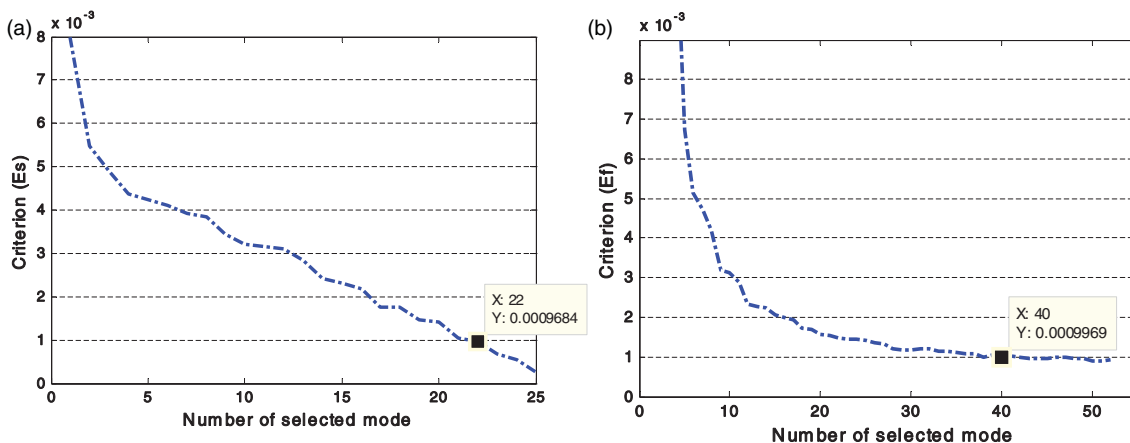 (a)
x 10⁻³
8
7
6
5
4
3
2
1
0
Criterion (Es)
X: 22
Y: 0.0009684
0 5 10 15 20 25
Number of selected mode
(b)
x 10⁻³
8
7
6
5
4
3
2
1
0
Criterion (Ef)
X: 40
Y: 0.0009969
0 10 20 30 40 50
Number of selected mode